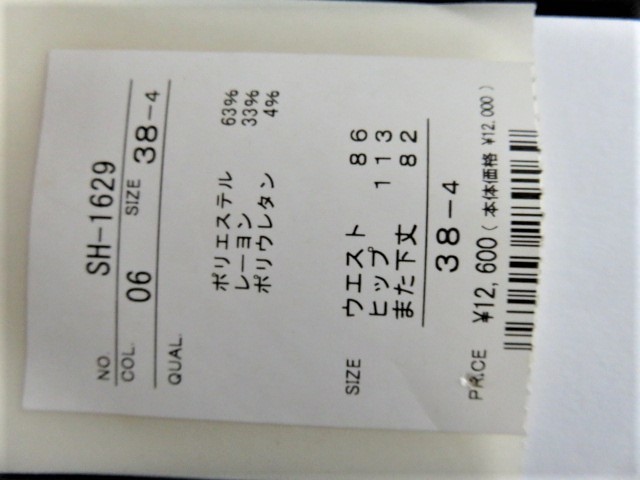 NO. SH-1629
COL. 06 SIZE 38-4
QUAL.
ポリエステル 63%
レーヨン 33%
ポリウレタン 4%
SIZE ウエスト 86
ヒップ 113
また下丈 82
38-4
PRICE ¥12,600(本体価格 ¥12,000)